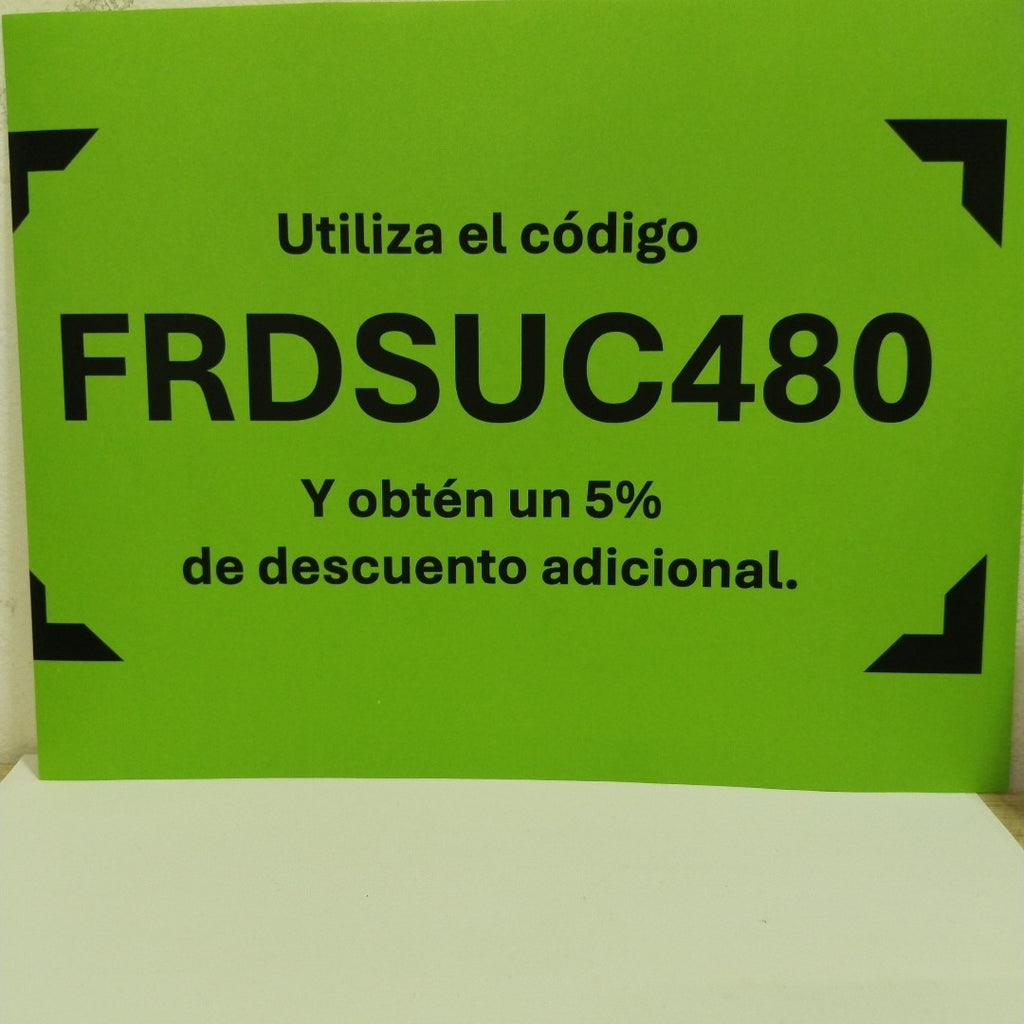 Utiliza el código
FRDSUC480
Y obtén un 5%
de descuento adicional.